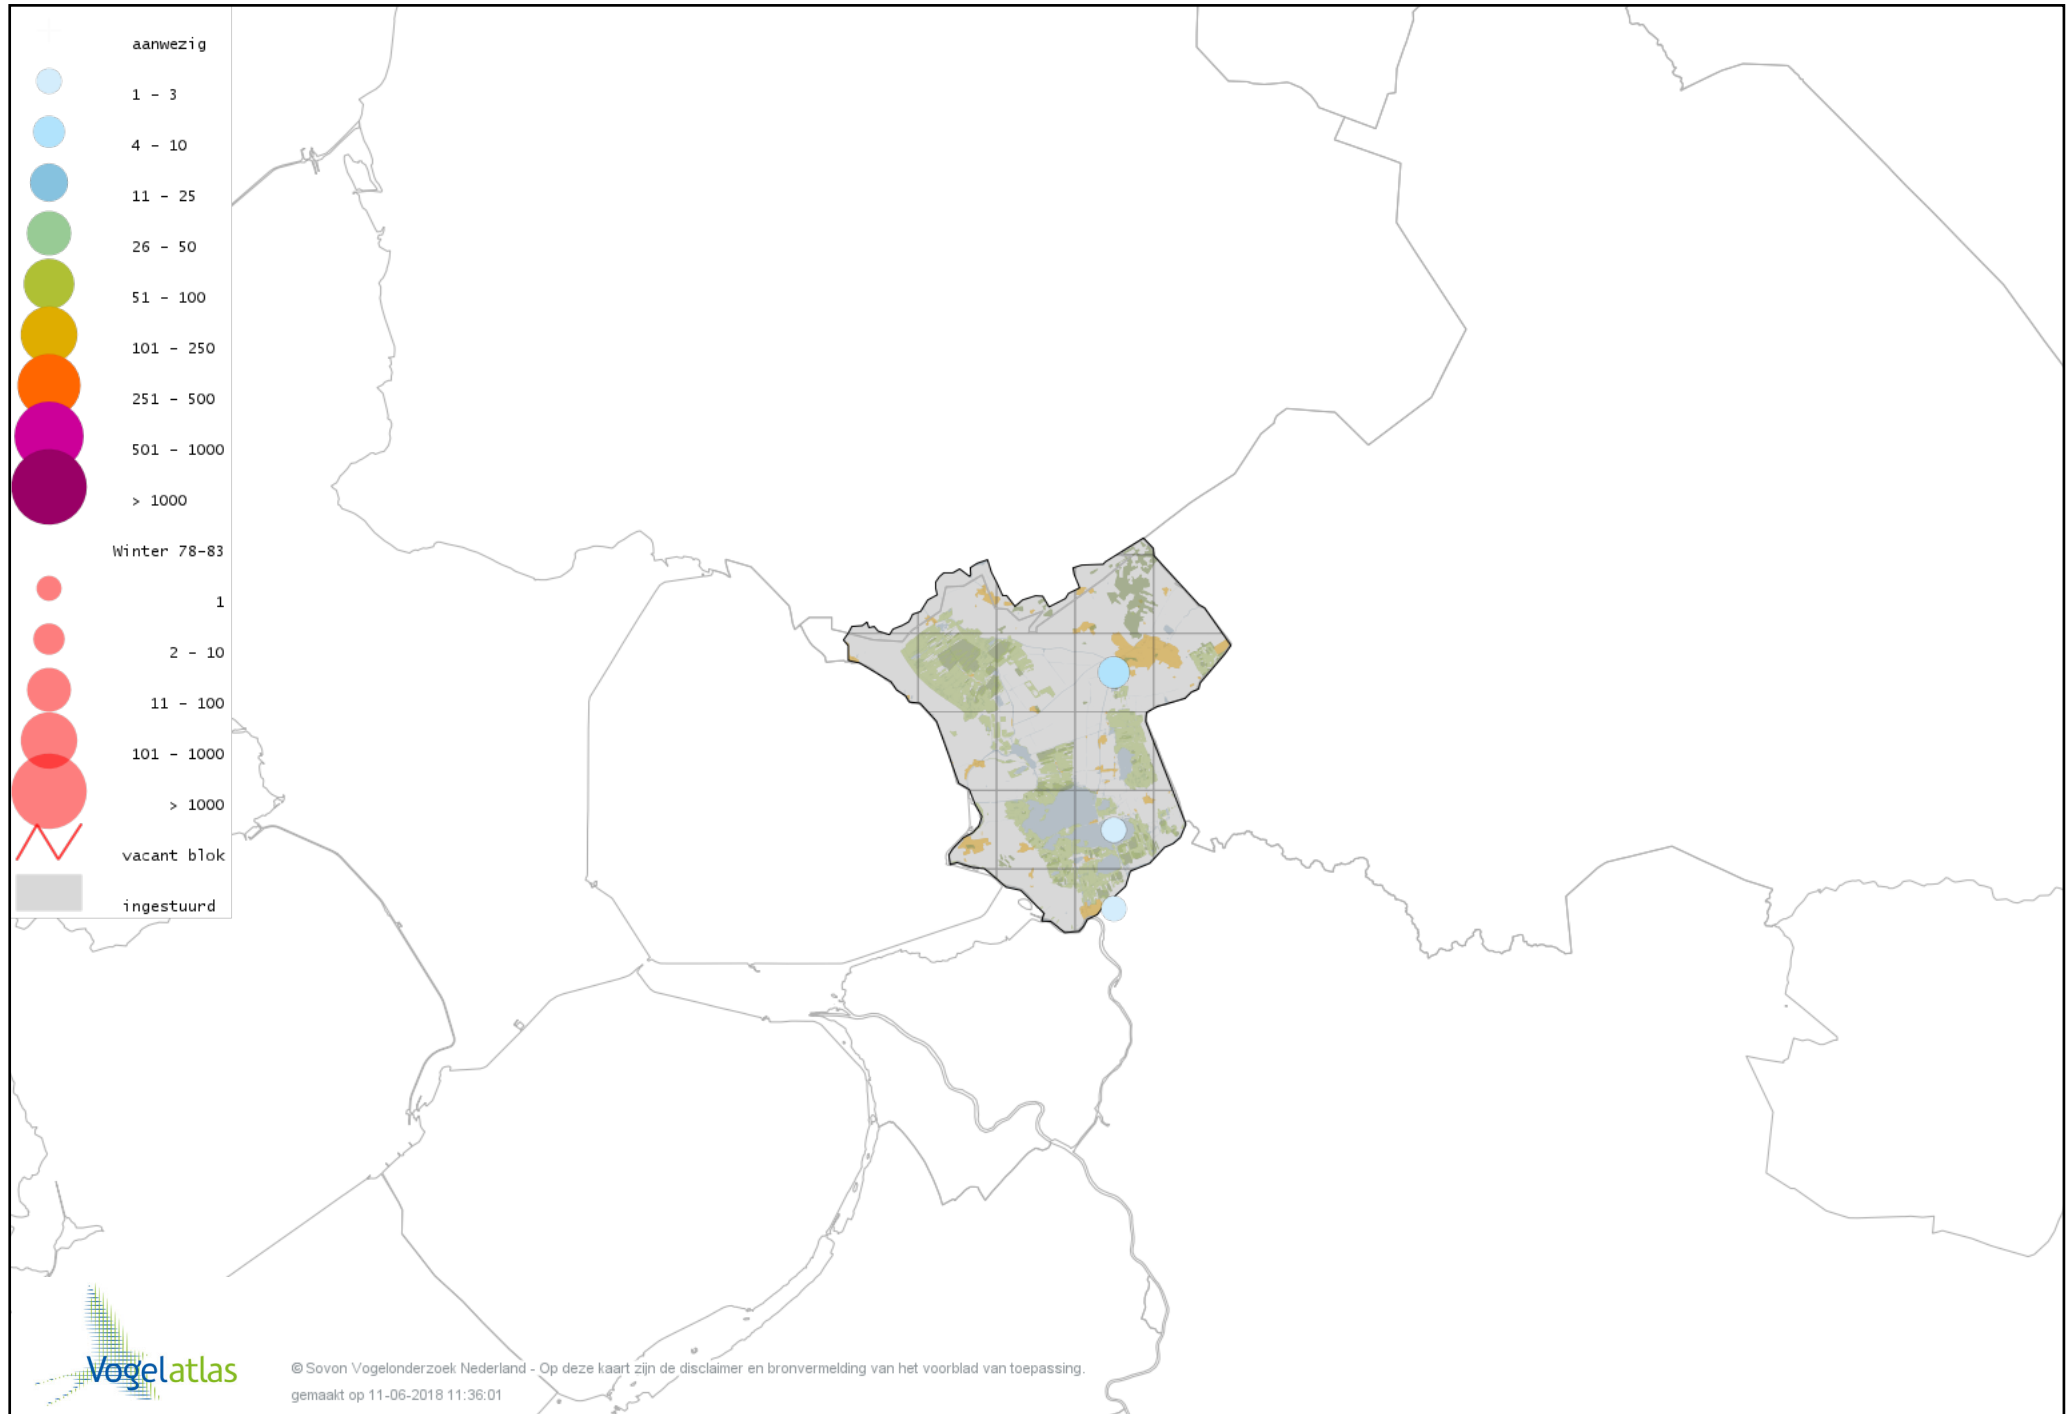 aanwezig
1 - 3
4 - 10
11 - 25
26 - 50
51 - 100
101 - 250
251 - 500
501 - 1000
> 1000
Winter 78-83
1
2 - 10
11 - 100
101 - 1000
> 1000
vacant blok
ingestuurd
Vogelatlas
© Sovon Vogelonderzoek Nederland - Op deze kaart zijn de disclaimer en bronvermelding van het voorblad van toepassing.
gemaakt op 11-06-2018 11:36:01